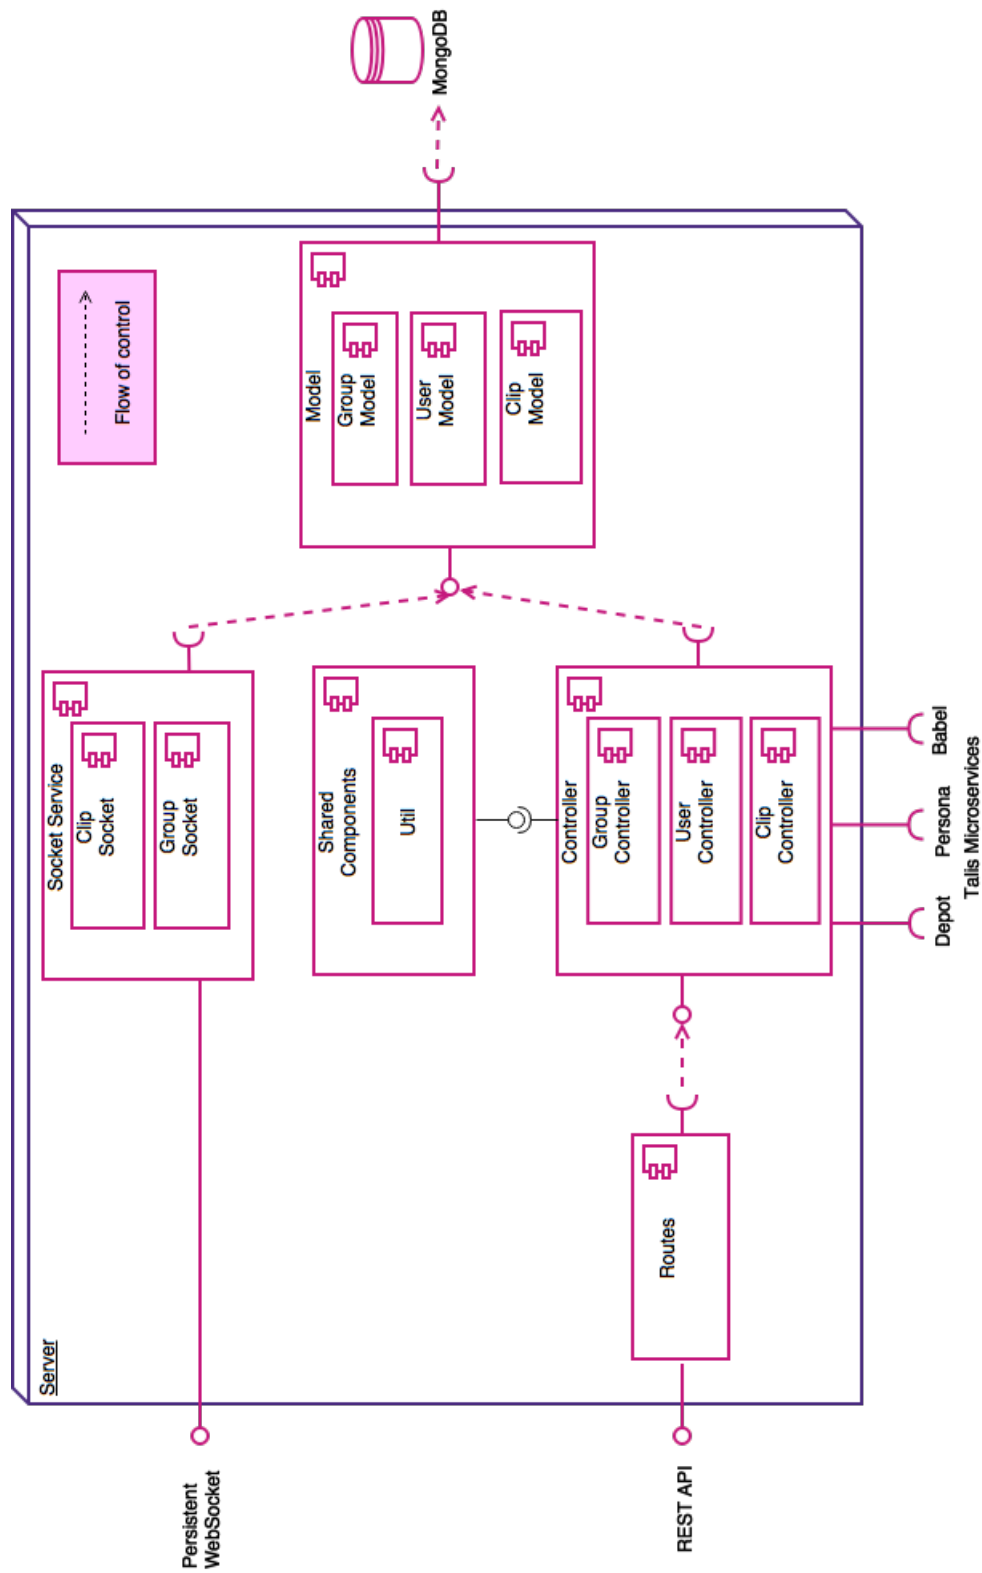 Server
Persistent
WebSocket
Socket Service
Clip
Socket
Group
Socket
Flow of control
Shared
Components
Util
Model
Group
Model
User
Model
Clip
Model
MongoDB
REST API
Routes
Controller
Group
Controller
User
Controller
Clip
Controller
Depot
Persona
Babel
Talis Microservices